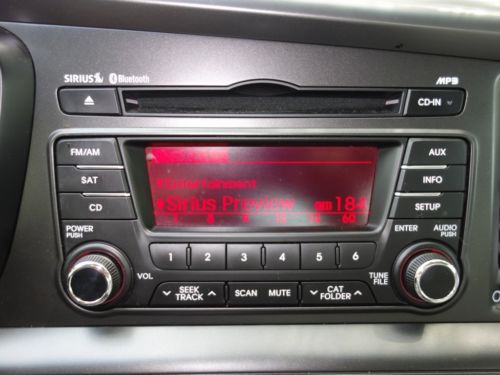 SIRIUS Bluetooth MP3
CD-IN
FM/AM AUX
*Entertainment
SAT INFO
*Sirius Preview 184
CD SETUP
POWER PUSH ENTER AUDIO PUSH
1 2 3 4 5 6
VOL SEEK TRACK SCAN MUTE CAT FOLDER TUNE FILE